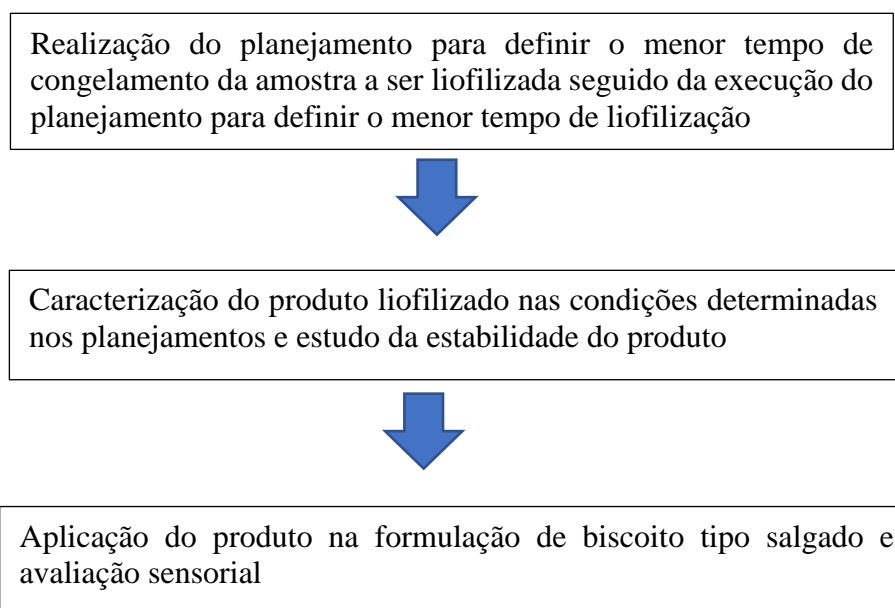 Realização do planejamento para definir o menor tempo de
congelamento da amostra a ser liofilizada seguido da execução do
planejamento para definir o menor tempo de liofilização
Caracterização do produto liofilizado nas condições determinadas
nos planejamentos e estudo da estabilidade do produto
Aplicação do produto na formulação de biscoito tipo salgado e
avaliação sensorial